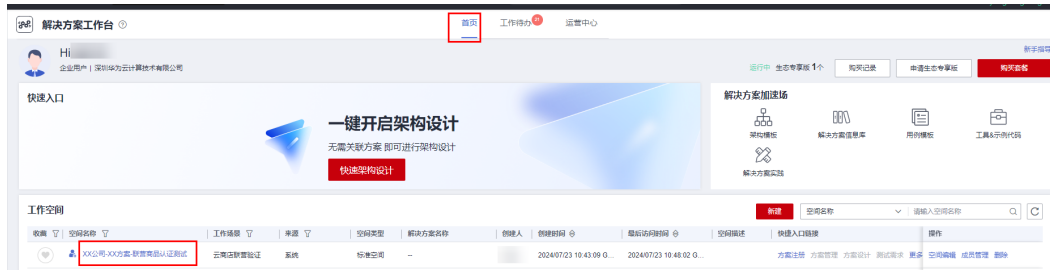 解决方案工作台
首页 工作待办 21 运营中心
Hi
企业用户 | 深圳华为云计算技术有限公司
新手指导
运行中 生态专享版 1个 购买记录 申请生态专享版 购买套餐
快速入口
一键开启架构设计
无需关联方案 即可进行架构设计
快速架构设计
解决方案加速场
架构模板 解决方案信息库 用例模板 工具&示例代码
解决方案实践
工作空间
新建 空间名称 请输入空间名称
收藏 空间名称 工作场景 来源 空间类型 解决方案名称 创建人 创建时间 最后访问时间 空间描述 快捷入口链接 操作
XX公司-XX方案-联营商品认证测试 云商店联营验证 系统 标准空间 -- 2024/07/23 10:43:09 G... 2024/07/23 10:48:02 G... 方案注册 方案管理 方案设计 测试需求 更多 空间编辑 成员管理 删除